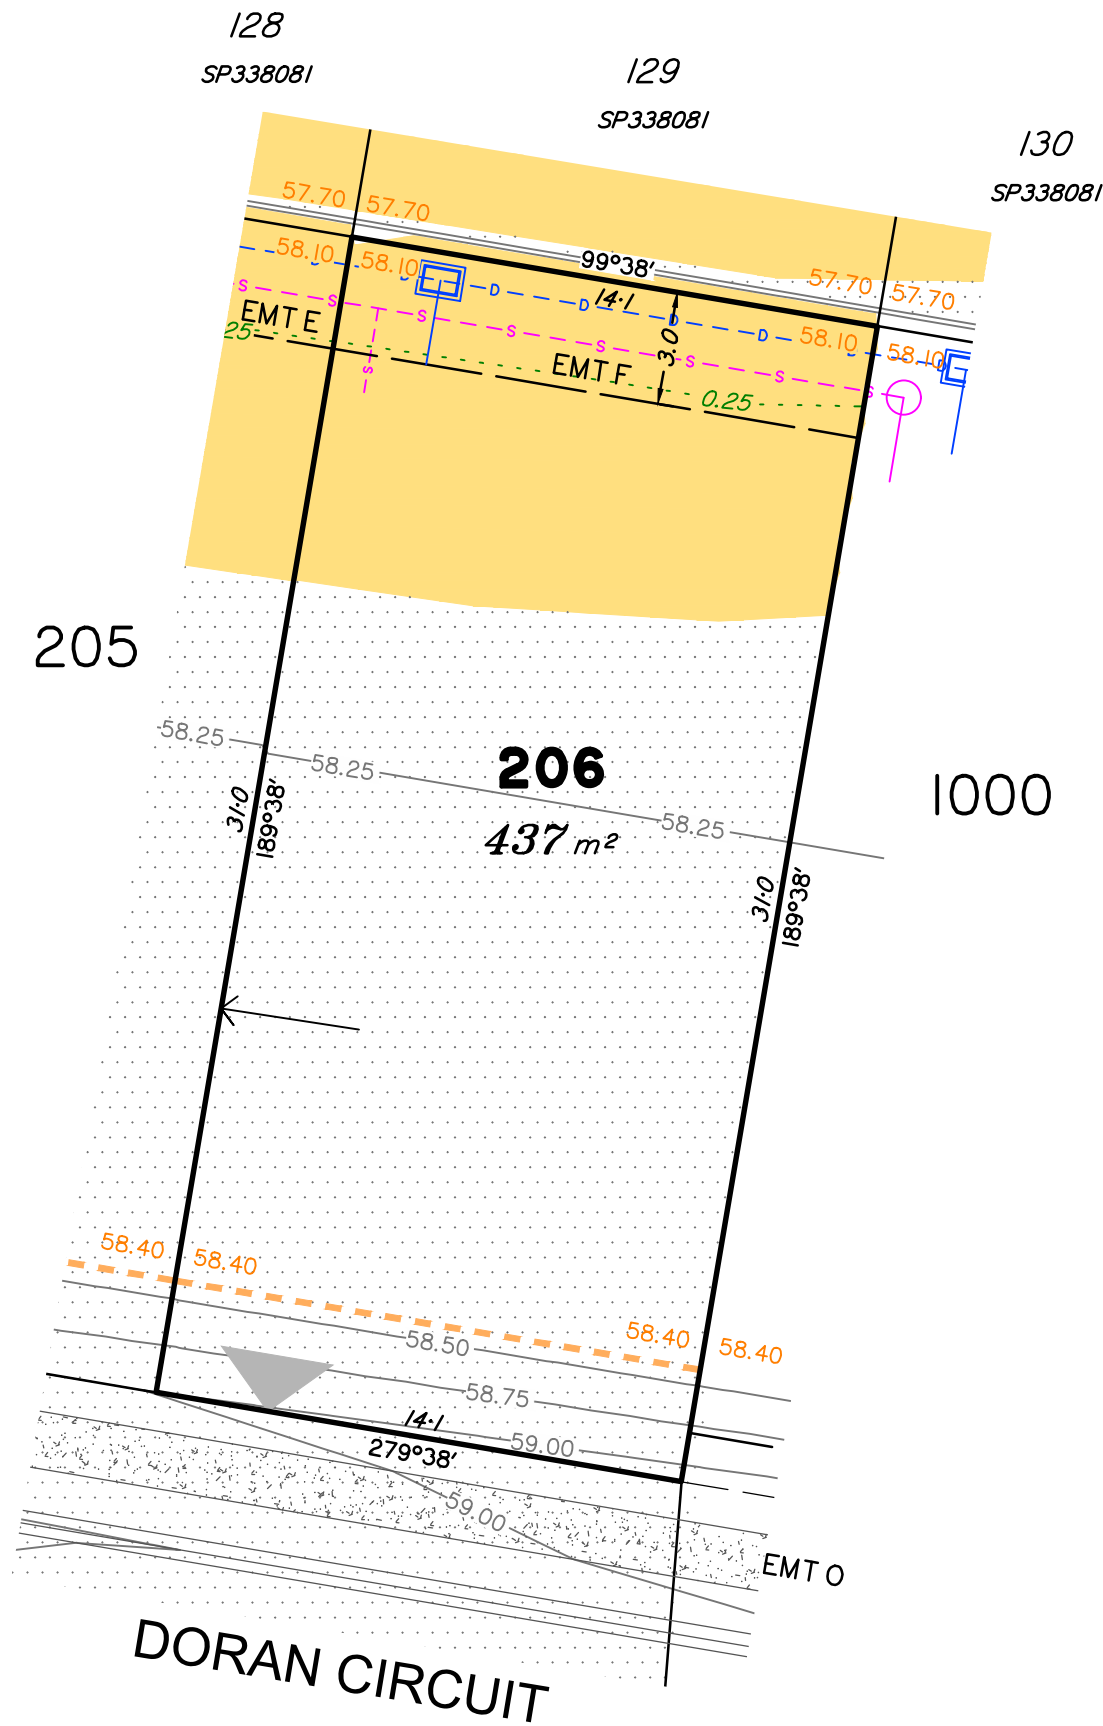 128
SP338081
129
SP338081
130
SP338081
57.70 57.70
99°38'
57.70 57.70
58.10 58.10
14·1
58.10 58.10
D D D D D
S S S S S S S S
S
EMT E
3.0
EMT F
25
0.25
205
58.25
58.25
206
58.25
437 m²
1000
31·0
189°38'
31·0
189°38'
58.40 58.40
58.40 58.40
58.50
58.75
14·1
59.00
279°38'
59.00
EMT O
DORAN CIRCUIT